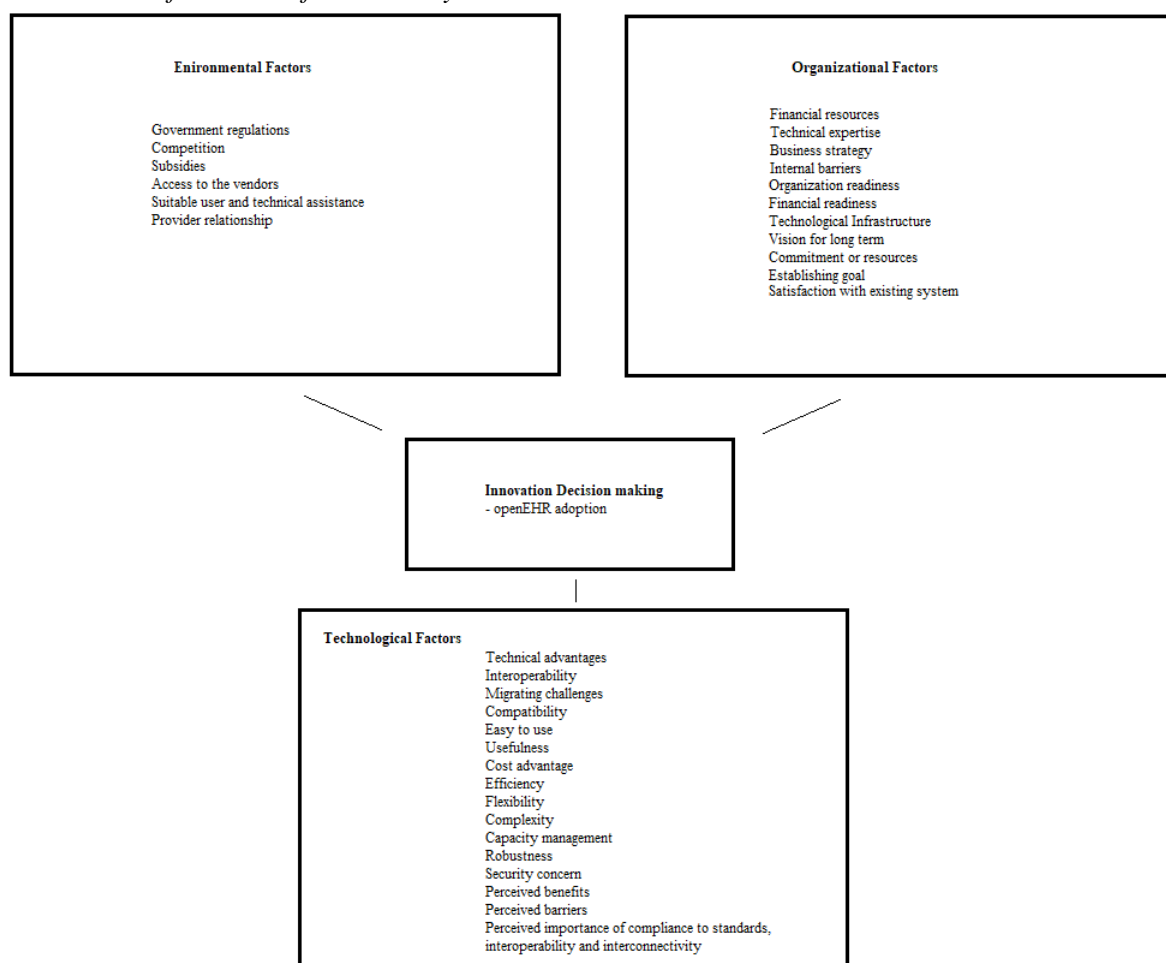 Enironmental Factors
Government regulations
Competition
Subsidies
Access to the vendors
Suitable user and technical assistance
Provider relationship
Organizational Factors
Financial resources
Technical expertise
Business strategy
Internal barriers
Organization readiness
Financial readiness
Technological Infrastructure
Vision for long term
Commitment or resources
Establishing goal
Satisfaction with existing system
Innovation Decision making
- openEHR adoption
Technological Factors
Technical advantages
Interoperability
Migrating challenges
Compatibility
Easy to use
Usefulness
Cost advantage
Efficiency
Flexibility
Complexity
Capacity management
Robustness
Security concern
Perceived benefits
Perceived barriers
Perceived importance of compliance to standards,
interoperability and interconnectivity